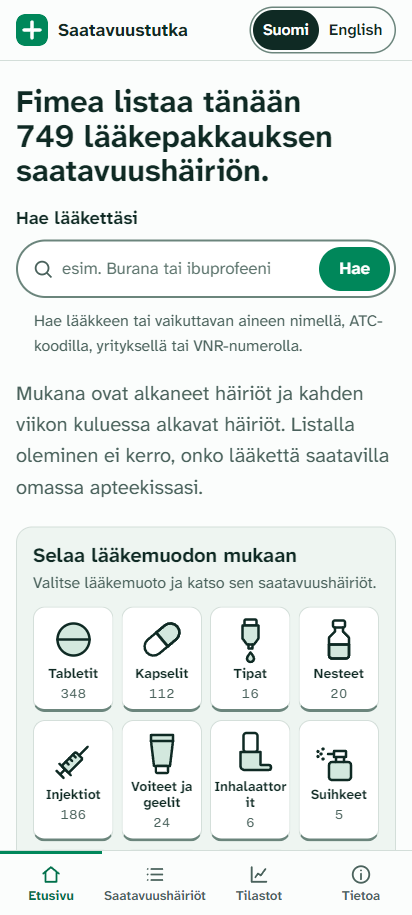 Saatavuustutka
Suomi
English
Fimea listaa tänään
749 lääkepakkauksen
saatavuushäiriön.
Hae lääkettäsi
esim. Burana tai ibuprofeeni
Hae
Hae lääkkeen tai vaikuttavan aineen nimellä, ATC-
koodilla, yrityksellä tai VNR-numerolla.
Mukana ovat alkaneet häiriöt ja kahden
viikon kuluessa alkavat häiriöt. Listalla
oleminen ei kerro, onko lääkettä saatavilla
omassa apteekissasi.
Selaa lääkemuodon mukaan
Valitse lääkemuoto ja katso sen saatavuushäiriöt.
Tabletit
348
Kapselit
112
Tipat
16
Nesteet
20
Injektiot
186
Voiteet ja
geelit
24
Inhalaattor
it
6
Suihkeet
5
Etusivu
Saatavuushäiriöt
Tilastot
Tietoa